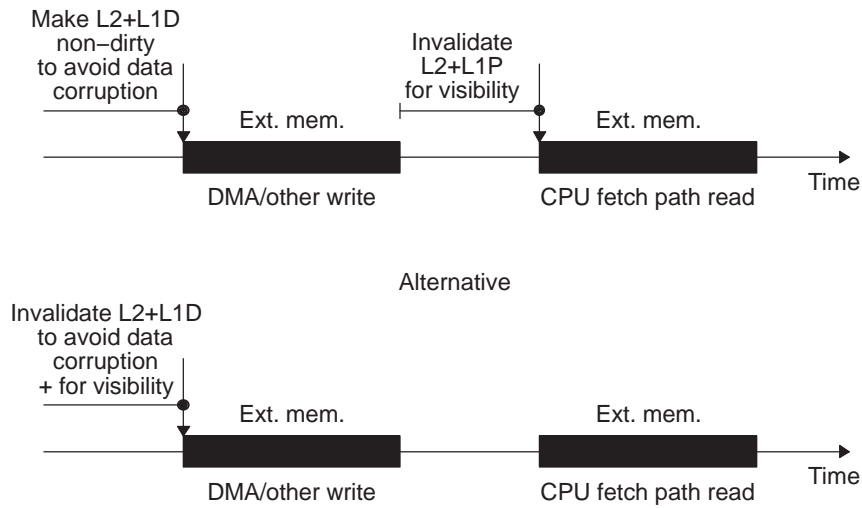 Make L2+L1D
non−dirty
to avoid data
corruption
Invalidate
L2+L1P
for visibility
Ext. mem.
Ext. mem.
Time
DMA/other write
CPU fetch path read
Alternative
Invalidate L2+L1D
to avoid data
corruption
+ for visibility
Ext. mem.
Ext. mem.
Time
DMA/other write
CPU fetch path read